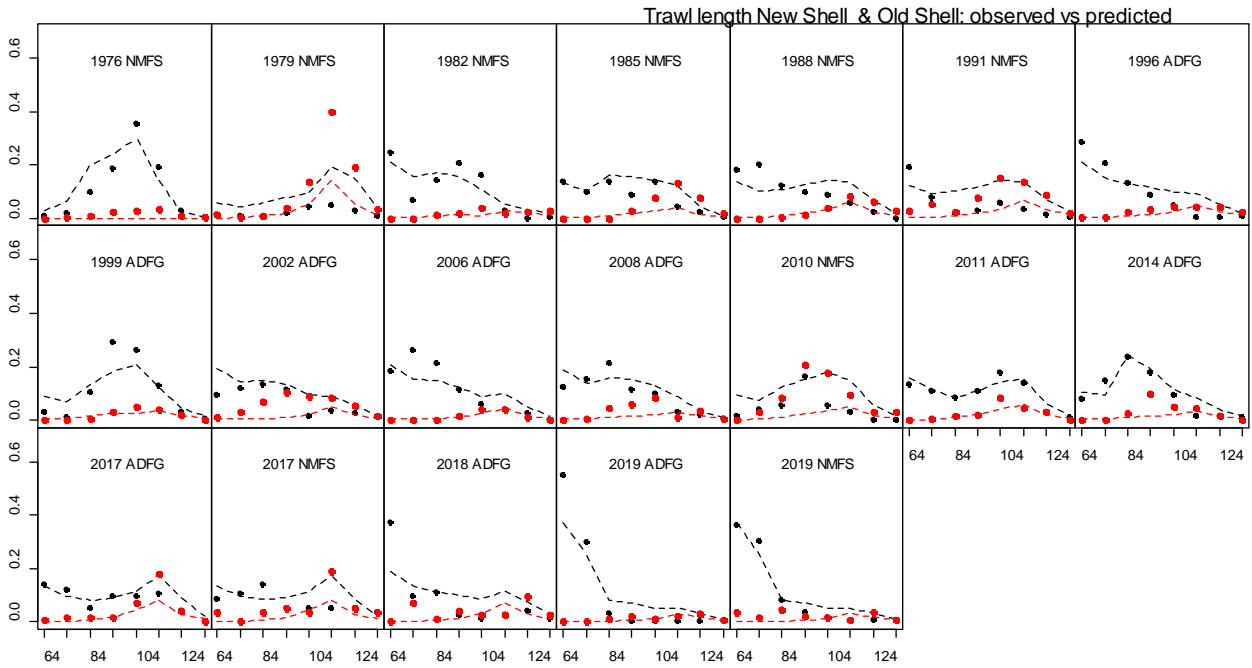 Trawl length New Shell & Old Shell: observed vs predicted
0.0 0.2 0.4 0.6
1976 NMFS 1979 NMFS 1982 NMFS 1985 NMFS 1988 NMFS 1991 NMFS 1996 ADFG
0.0 0.2 0.4 0.6
1999 ADFG 2002 ADFG 2006 ADFG 2008 ADFG 2010 NMFS 2011 ADFG 2014 ADFG
64 84 104 124 64 84 104 124
0.0 0.2 0.4 0.6
2017 ADFG 2017 NMFS 2018 ADFG 2019 ADFG 2019 NMFS
64 84 104 124 64 84 104 124 64 84 104 124 64 84 104 124 64 84 104 124